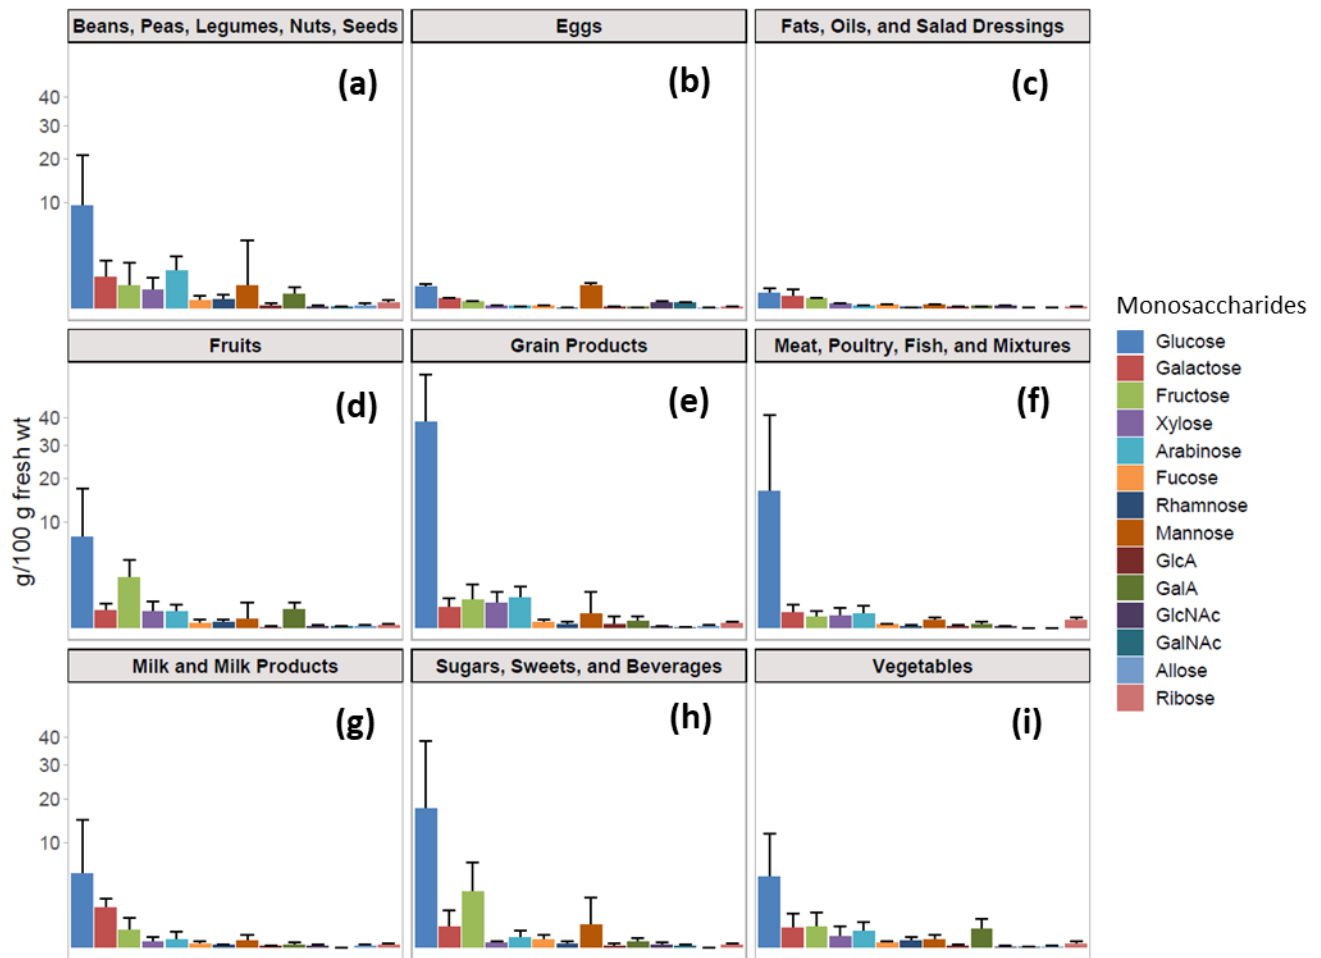 Beans, Peas, Legumes, Nuts, Seeds
Eggs
Fats, Oils, and Salad Dressings
(a)
(b)
(c)
40
30
20
10
Fruits
Grain Products
Meat, Poultry, Fish, and Mixtures
(d)
(e)
(f)
40
30
20
10
g/100 g fresh wt
Milk and Milk Products
Sugars, Sweets, and Beverages
Vegetables
(g)
(h)
(i)
40
30
20
10
Monosaccharides
Glucose
Galactose
Fructose
Xylose
Arabinose
Fucose
Rhamnose
Mannose
GlcA
GalA
GlcNAc
GalNAc
Allose
Ribose